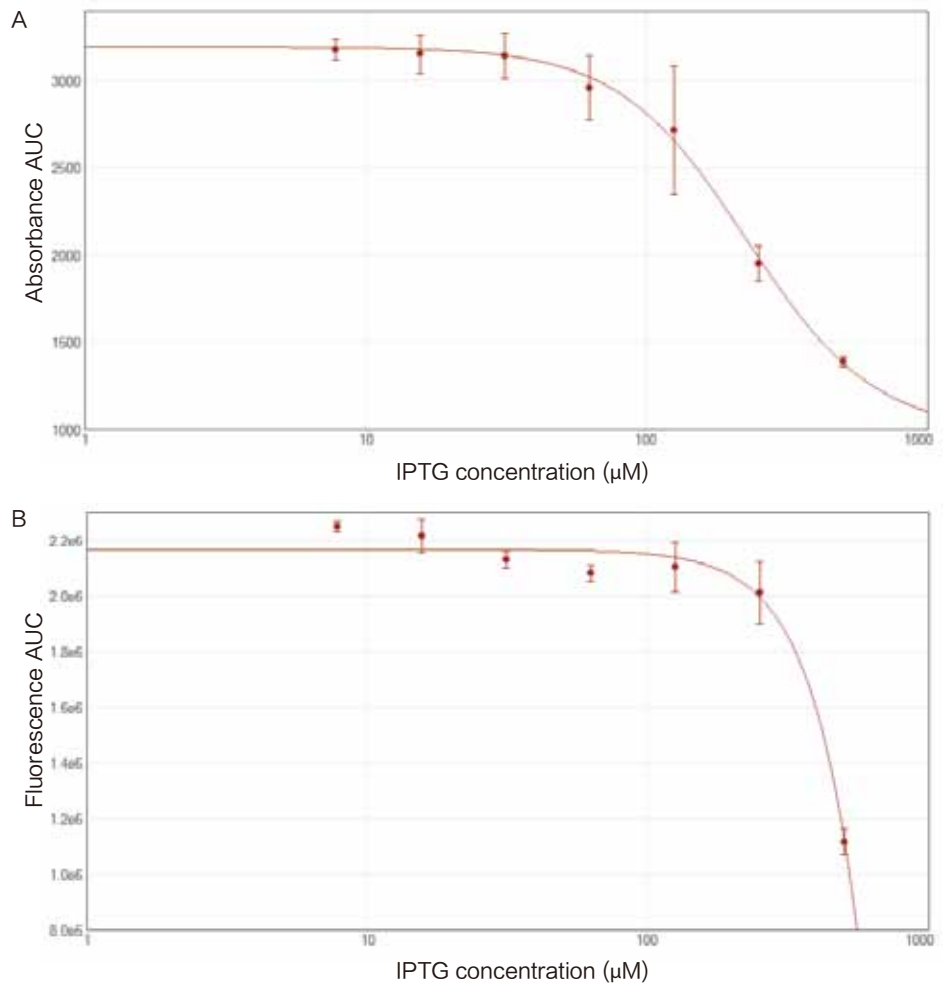 A
Absorbance AUC
3000
2500
2000
1500
1000
1
10
100
1000
IPTG concentration (µM)
B
Fluorescence AUC
2.2e6
2.0e6
1.8e6
1.6e6
1.4e6
1.2e6
1.0e6
8.0e5
1
10
100
1000
IPTG concentration (µM)